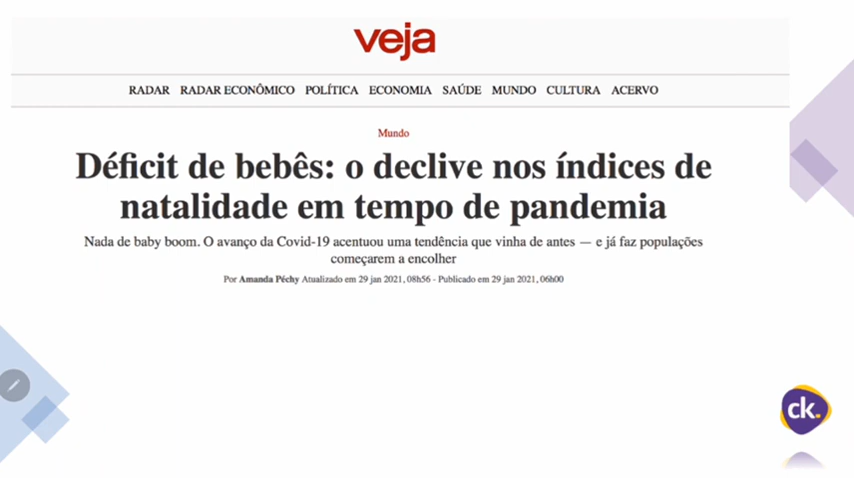 veja
RADAR RADAR ECONÔMICO POLÍTICA ECONOMIA SAÚDE MUNDO CULTURA ACERVO
Mundo
Déficit de bebês: o declive nos índices de
natalidade em tempo de pandemia
Nada de baby boom. O avanço da Covid-19 acentuou uma tendência que vinha de antes — e já faz populações
começarem a encolher
Por Amanda Péchy Atualizado em 29 jan 2021, 08h56 - Publicado em 29 jan 2021, 06h00
ck.